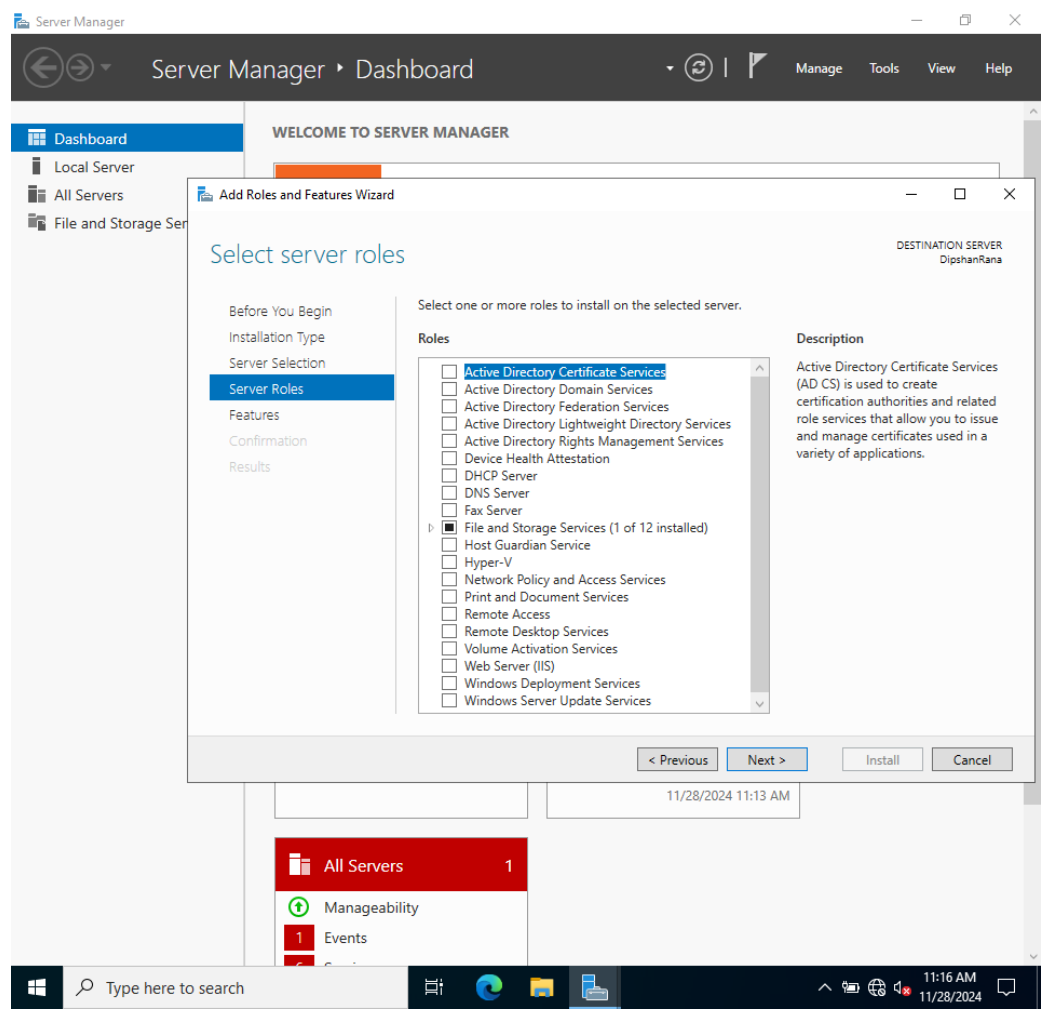 Server Manager
Server Manager • Dashboard
Manage Tools View Help
Dashboard
Local Server
All Servers
File and Storage Ser
WELCOME TO SERVER MANAGER
Add Roles and Features Wizard
Select server roles
DESTINATION SERVER
DipshanRana
Before You Begin
Installation Type
Server Selection
Server Roles
Features
Confirmation
Results
Select one or more roles to install on the selected server.
Roles
Active Directory Certificate Services
Active Directory Domain Services
Active Directory Federation Services
Active Directory Lightweight Directory Services
Active Directory Rights Management Services
Device Health Attestation
DHCP Server
DNS Server
Fax Server
File and Storage Services (1 of 12 installed)
Host Guardian Service
Hyper-V
Network Policy and Access Services
Print and Document Services
Remote Access
Remote Desktop Services
Volume Activation Services
Web Server (IIS)
Windows Deployment Services
Windows Server Update Services
Description
Active Directory Certificate Services
(AD CS) is used to create
certification authorities and related
role services that allow you to issue
and manage certificates used in a
variety of applications.
< Previous Next > Install Cancel
11/28/2024 11:13 AM
All Servers 1
Manageability
1 Events
Type here to search
11:16 AM
11/28/2024